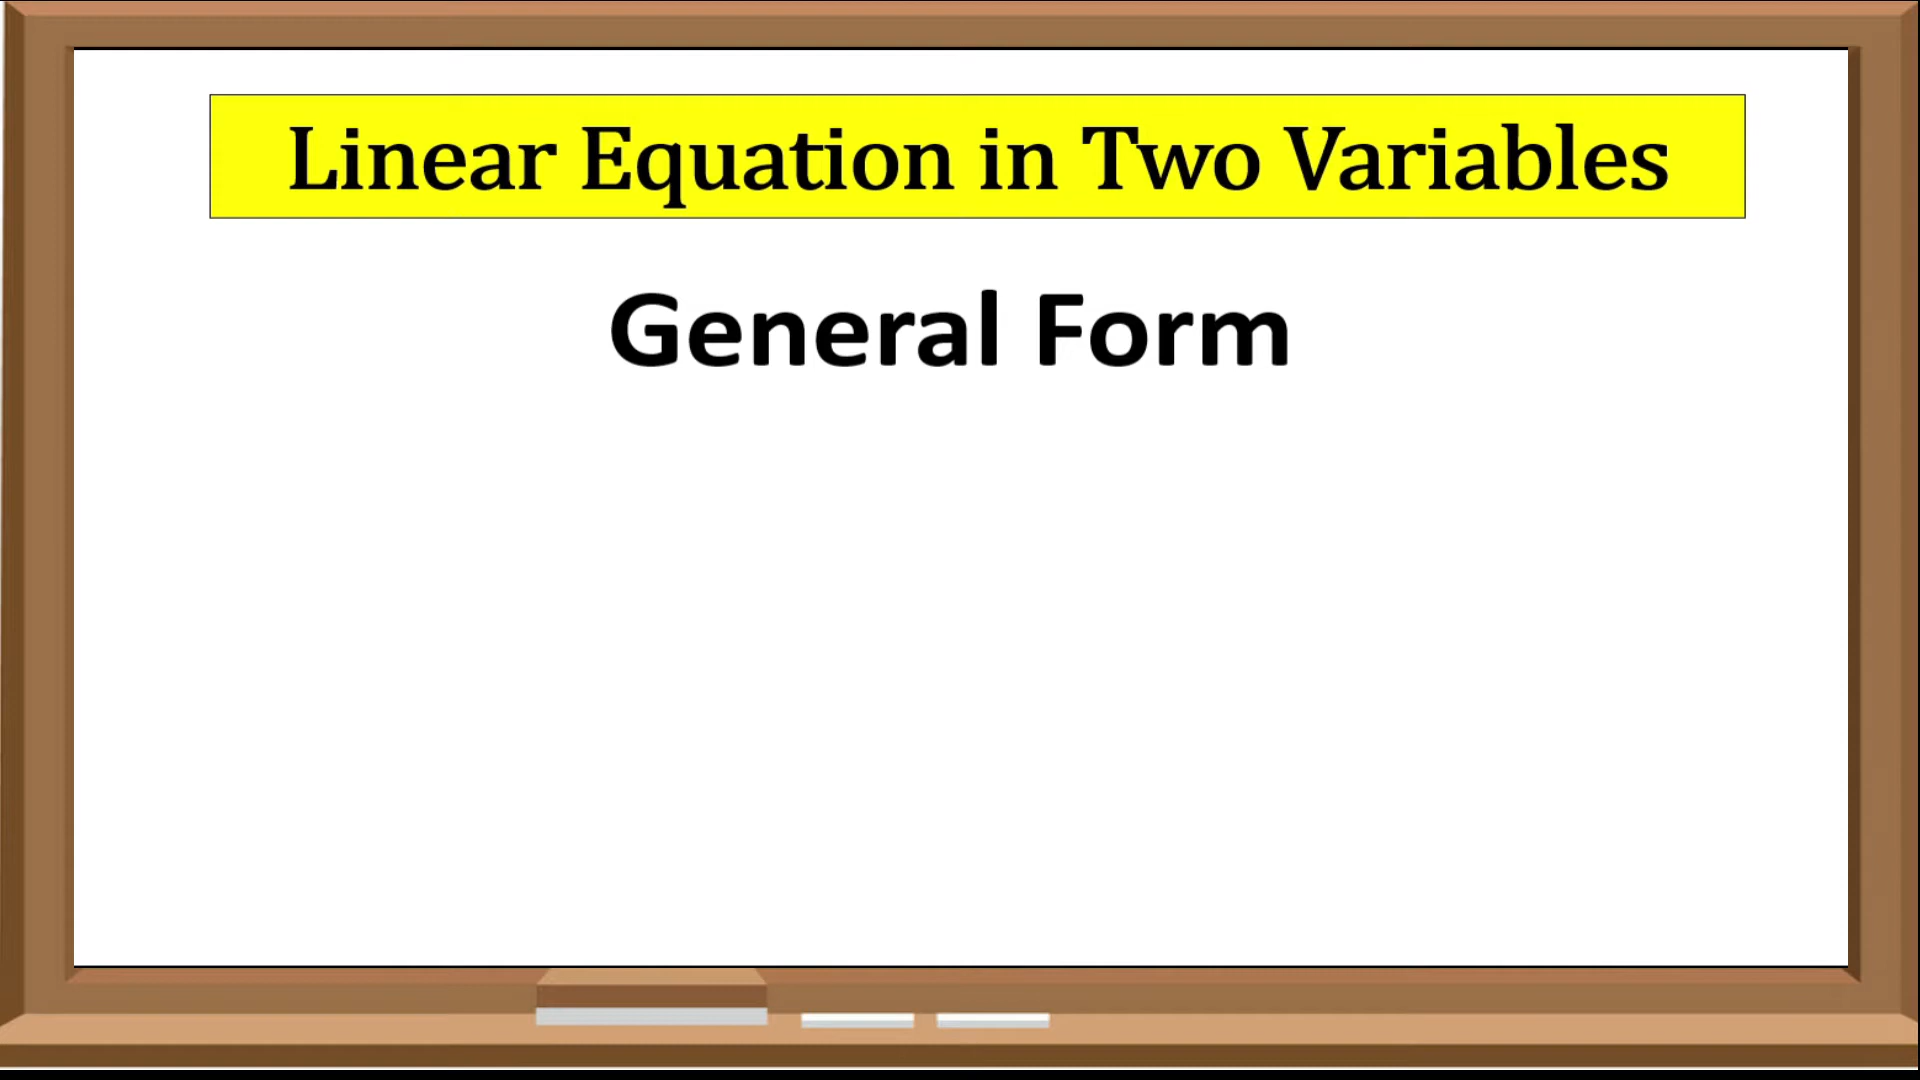 Linear Equation in Two Variables
General Form